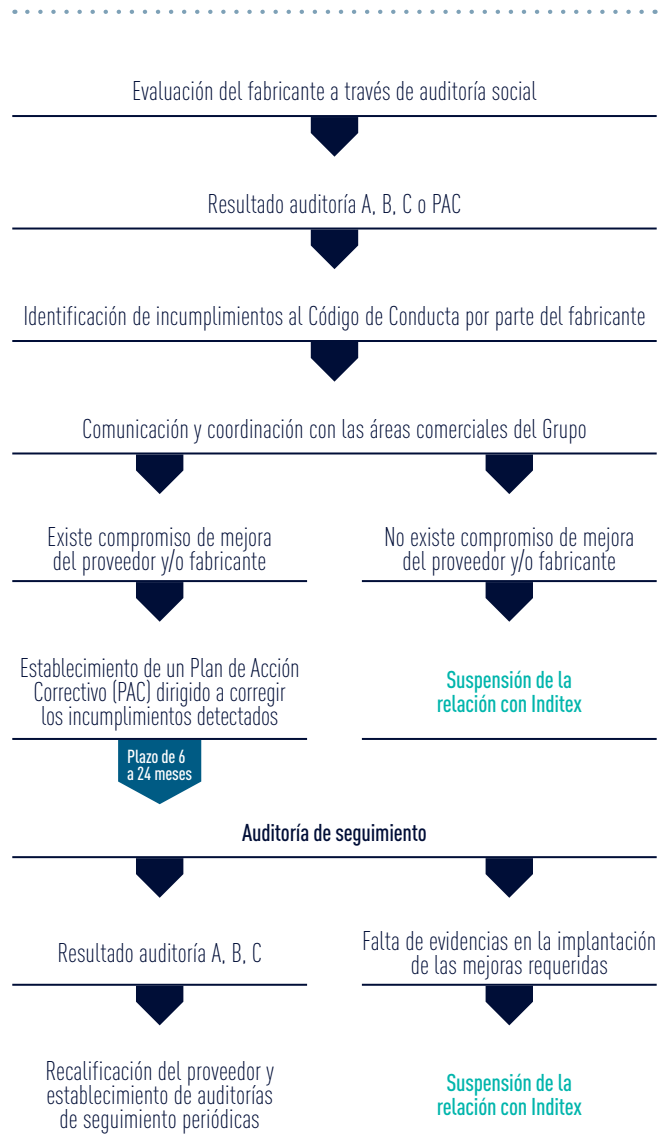 Evaluación del fabricante a través de auditoría social
Resultado auditoría A, B, C o PAC
Identificación de incumplimientos al Código de Conducta por parte del fabricante
Comunicación y coordinación con las áreas comerciales del Grupo
Existe compromiso de mejora
del proveedor y/o fabricante
No existe compromiso de mejora
del proveedor y/o fabricante
Establecimiento de un Plan de Acción
Correctivo (PAC) dirigido a corregir
los incumplimientos detectados
Suspensión de la
relación con Inditex
Plazo de 6
a 24 meses
Auditoría de seguimiento
Resultado auditoría A, B, C
Falta de evidencias en la implantación
de las mejoras requeridas
Recalificación del proveedor y
establecimiento de auditorías
de seguimiento periódicas
Suspensión de la
relación con Inditex